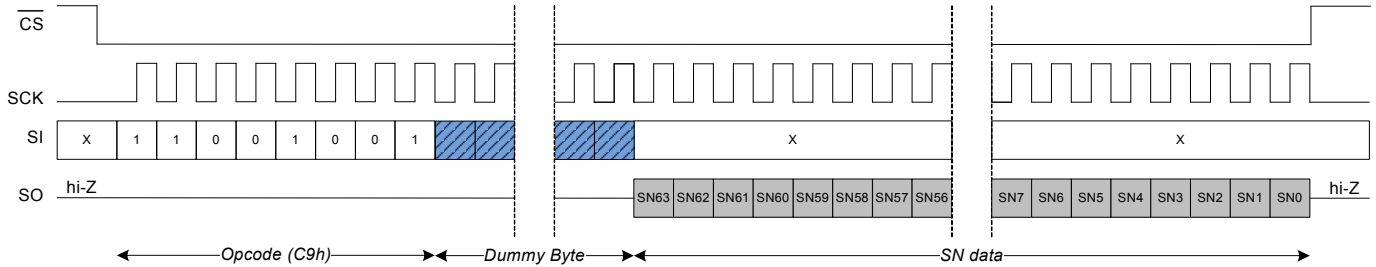 CS
SCK
SI X 1 1 0 0 1 0 0 1 X X
SO hi-Z SN63 SN62 SN61 SN60 SN59 SN58 SN57 SN56 SN7 SN6 SN5 SN4 SN3 SN2 SN1 SN0 hi-Z
Opcode (C9h) Dummy Byte SN data